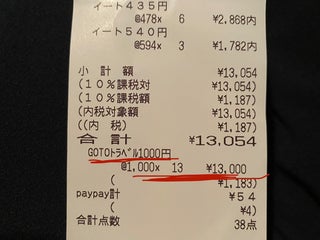 イート435円
@478x 6 ¥2,868内
イート540円
@594x 3 ¥1,782内
小計額 ¥13,054
(10%課税対 ¥13,054)
(10%課税額 ¥1,187)
(内税対象額 ¥13,054)
((内税) ¥1,187)
合計 ¥13,054
GOTOトラベル1000円
@1,000x 13 ¥13,000
( ¥1,183)
paypay計 ¥54
( ¥4)
合計点数 38点